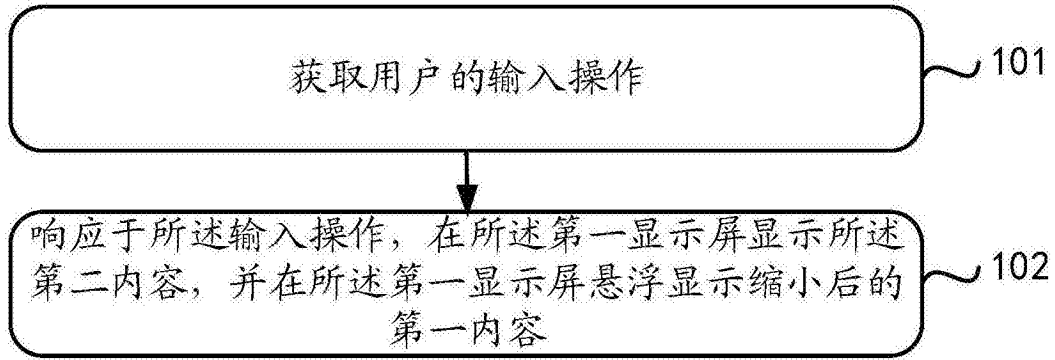 获取用户的输入操作
101
响应于所述输入操作，在所述第一显示屏显示所述
第二内容，并在所述第一显示屏悬浮显示缩小后的
第一内容
102